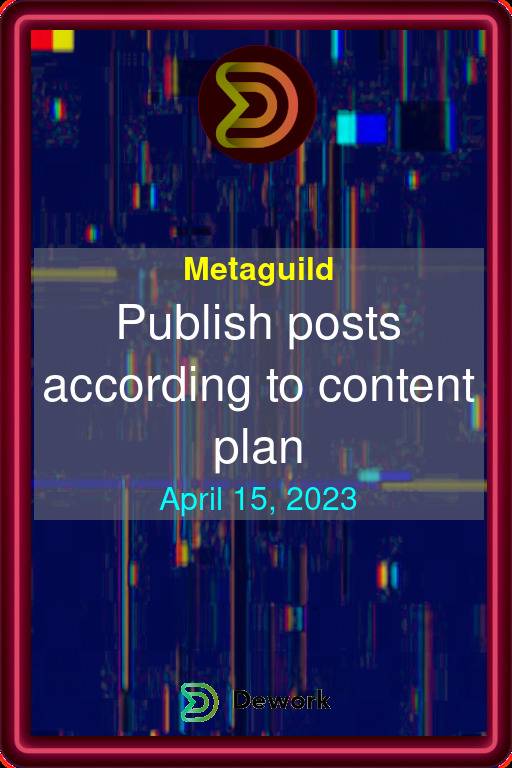 Metaguild
Publish posts
according to content
plan
April 15, 2023
Dework